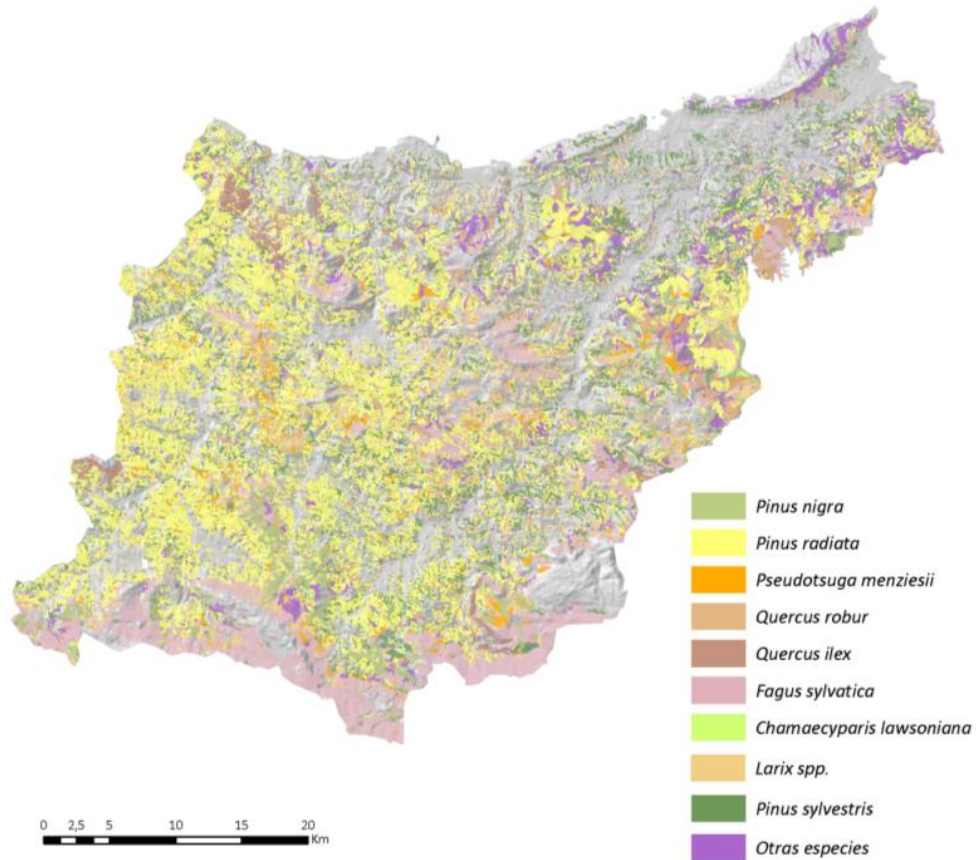 Pinus nigra
Pinus radiata
Pseudotsuga menziesii
Quercus robur
Quercus ilex
Fagus sylvatica
Chamaecyparis lawsoniana
Larix spp.
Pinus sylvestris
Otras especies
0 2,5 5 10 15 20
Km